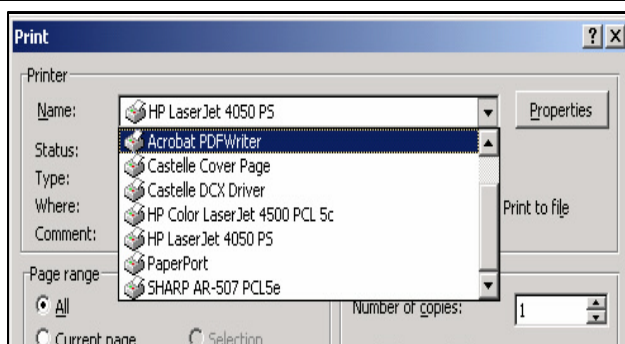 Print
Printer
Name: HP LaserJet 4050 PS Properties
Acrobat PDFWriter
Status:
Castelle Cover Page
Type:
Castelle DCX Driver
Where:
HP Color LaserJet 4500 PCL 5c
Print to file
Comment:
HP LaserJet 4050 PS
PaperPort
Page range
SHARP AR-507 PCL5e
All
Number of copies: 1
Current page Selection